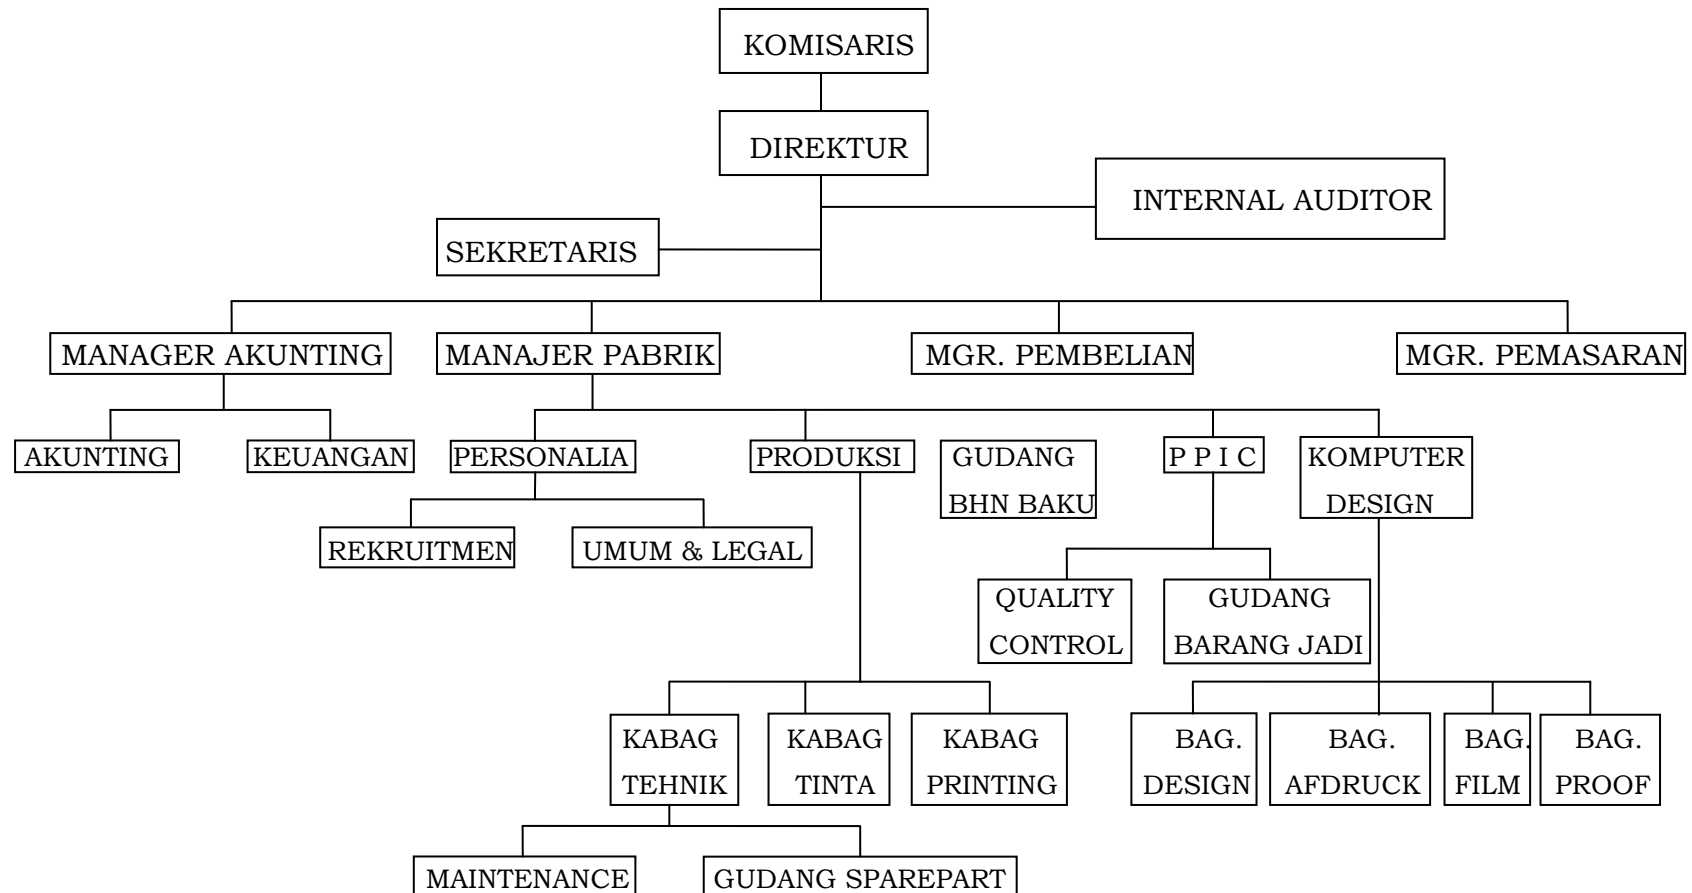 KOMISARIS
DIREKTUR
INTERNAL AUDITOR
SEKRETARIS
MANAGER AKUNTING
MANAJER PABRIK
MGR. PEMBELIAN
MGR. PEMASARAN
AKUNTING
KEUANGAN
PERSONALIA
PRODUKSI
GUDANG
BHN BAKU
P P I C
KOMPUTER
DESIGN
REKRUITMEN
UMUM & LEGAL
QUALITY
CONTROL
GUDANG
BARANG JADI
KABAG
TEHNIK
KABAG
TINTA
KABAG
PRINTING
BAG.
DESIGN
BAG.
AFDRUCK
BAG.
FILM
BAG.
PROOF
MAINTENANCE
GUDANG SPAREPART